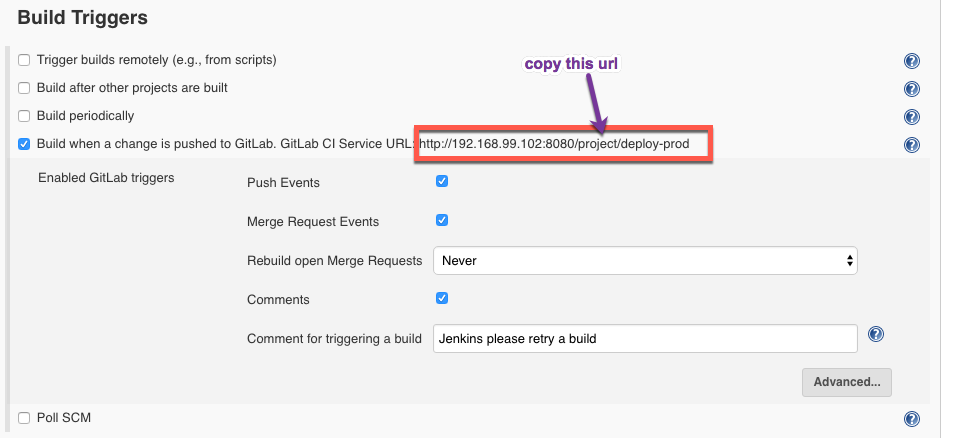 Build Triggers
Trigger builds remotely (e.g., from scripts)
copy this url
Build after other projects are built
Build periodically
Build when a change is pushed to GitLab. GitLab CI Service URL: http://192.168.99.102:8080/project/deploy-prod
Enabled GitLab triggers
Push Events
Merge Request Events
Rebuild open Merge Requests Never
Comments
Comment for triggering a build Jenkins please retry a build
Advanced...
Poll SCM